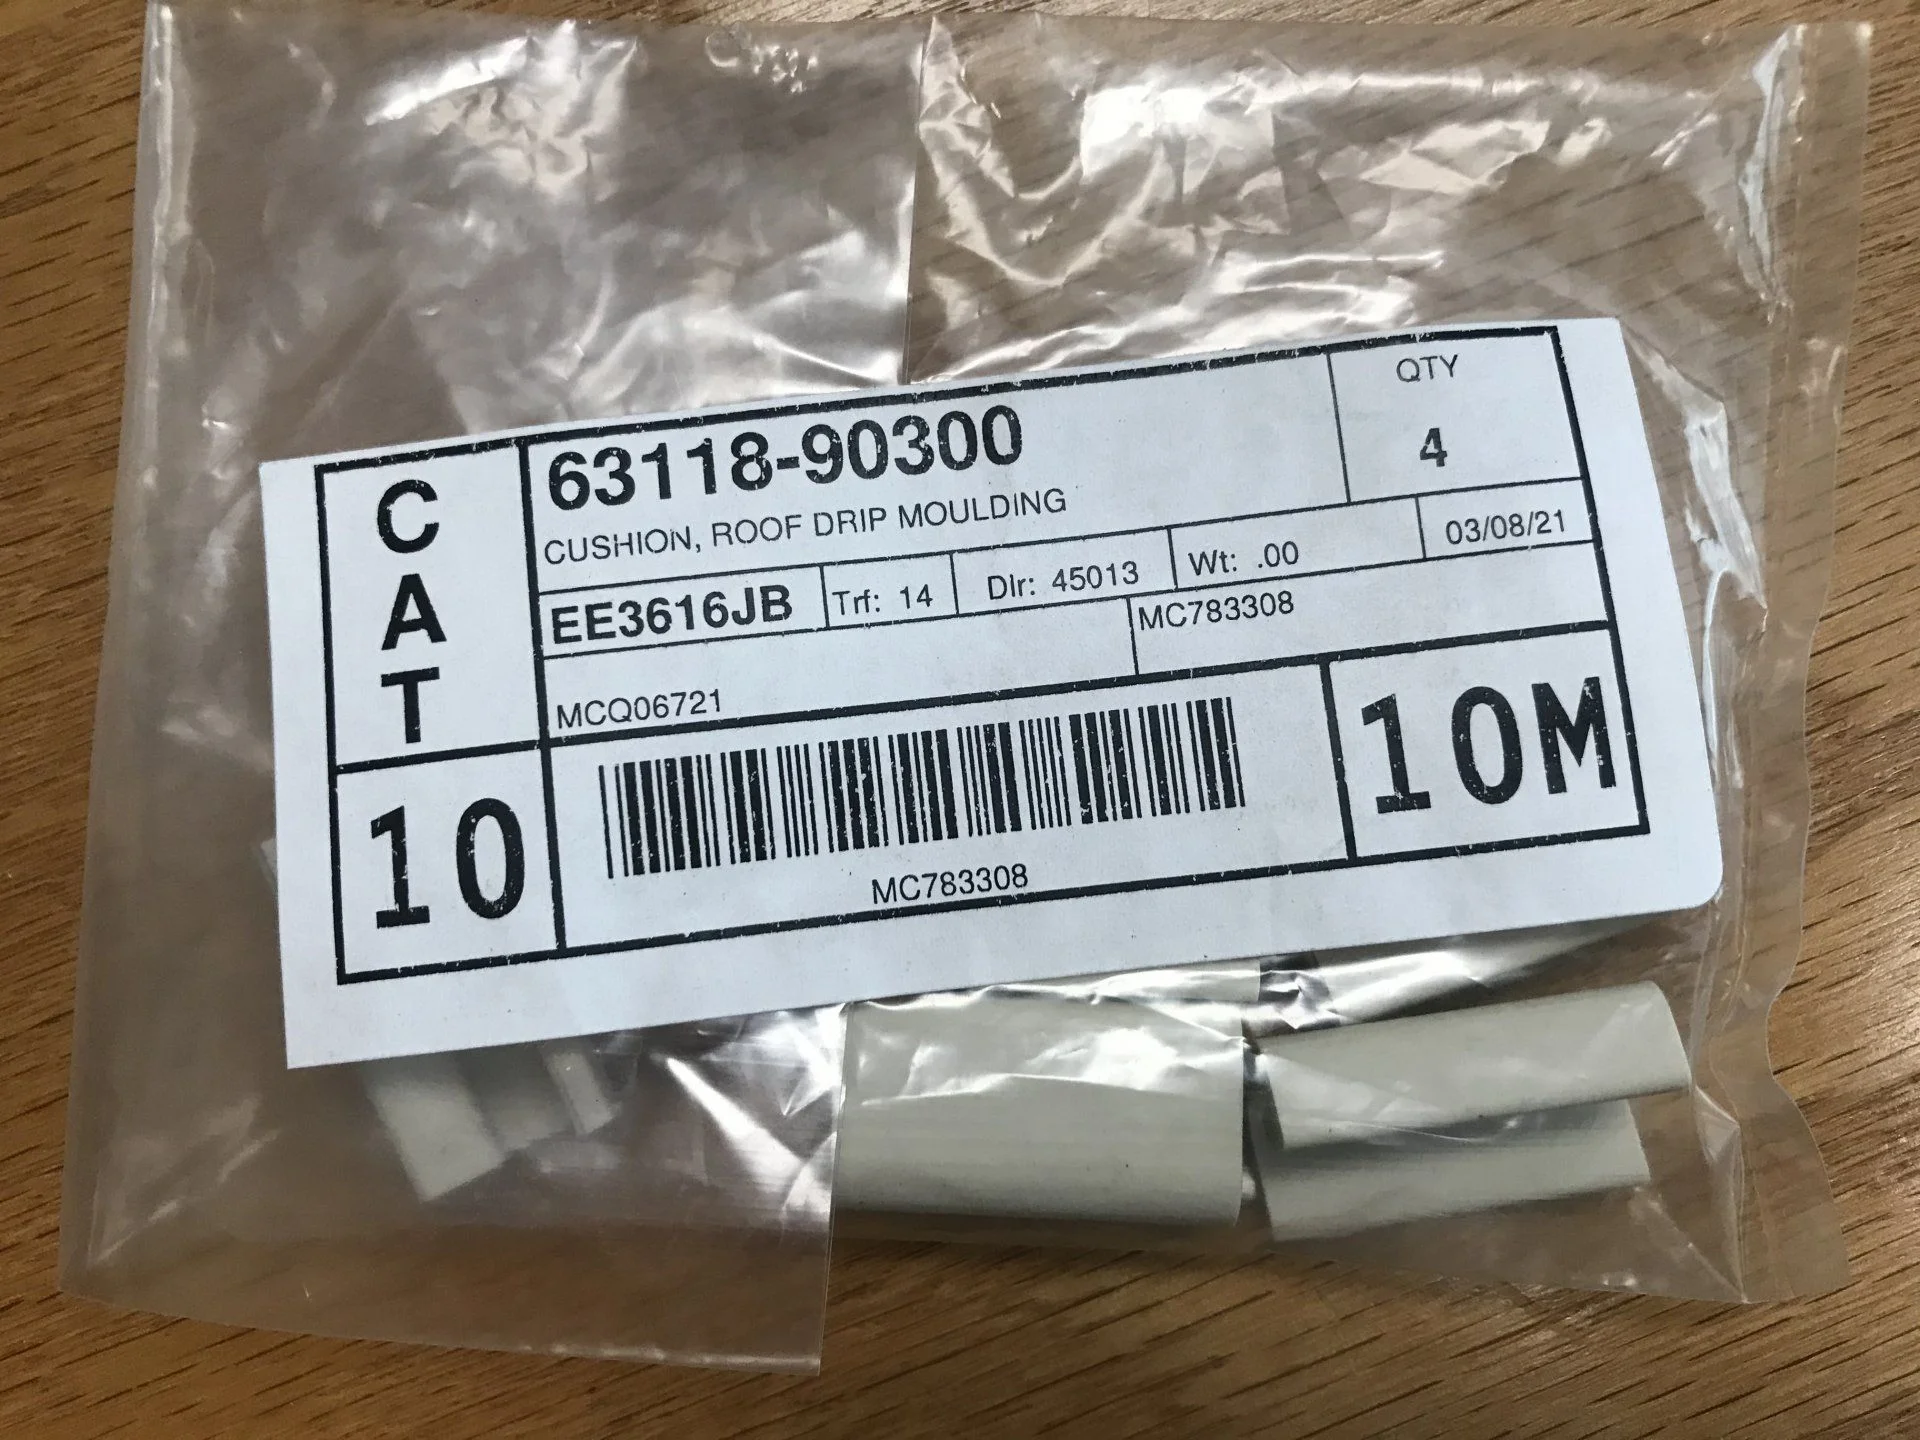 C
A
T
63118-90300
QTY
4
CUSHION, ROOF DRIP MOULDING
EE3616JB
Trf: 14
Dlr: 45013
Wt: .00
03/08/21
MCQ06721
MC783308
10
MC783308
10M